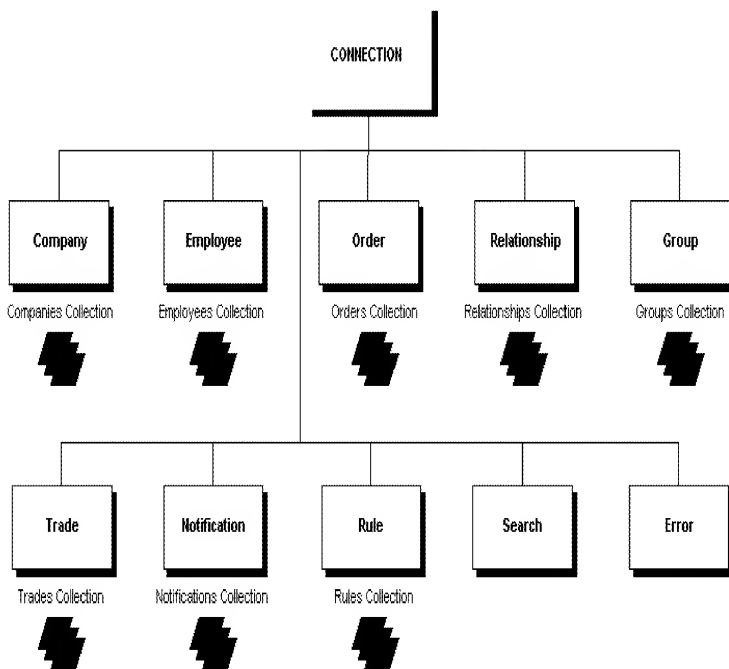 CONNECTION
Company
Employee
Order
Relationship
Group
Companies Collection
Employees Collection
Orders Collection
Relationships Collection
Groups Collection
Trade
Notification
Rule
Search
Error
Trades Collection
Notifications Collection
Rules Collection